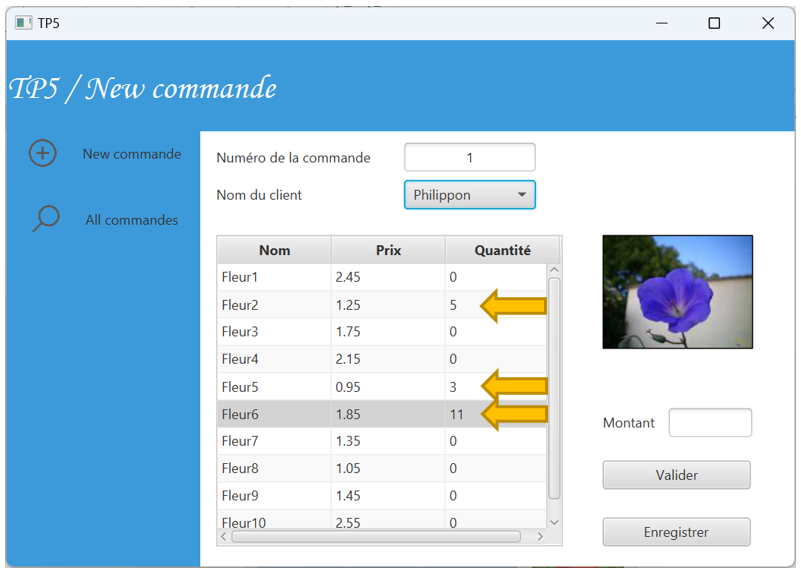 TP5
TP5 / New commande
New commande
All commandes
Numéro de la commande 1
Nom du client Philippon
Nom Prix Quantité
Fleur1 2.45 0
Fleur2 1.25 5
Fleur3 1.75 0
Fleur4 2.15 0
Fleur5 0.95 3
Fleur6 1.85 11
Fleur7 1.35 0
Fleur8 1.05 0
Fleur9 1.45 0
Fleur10 2.55 0
Montant
Valider
Enregistrer